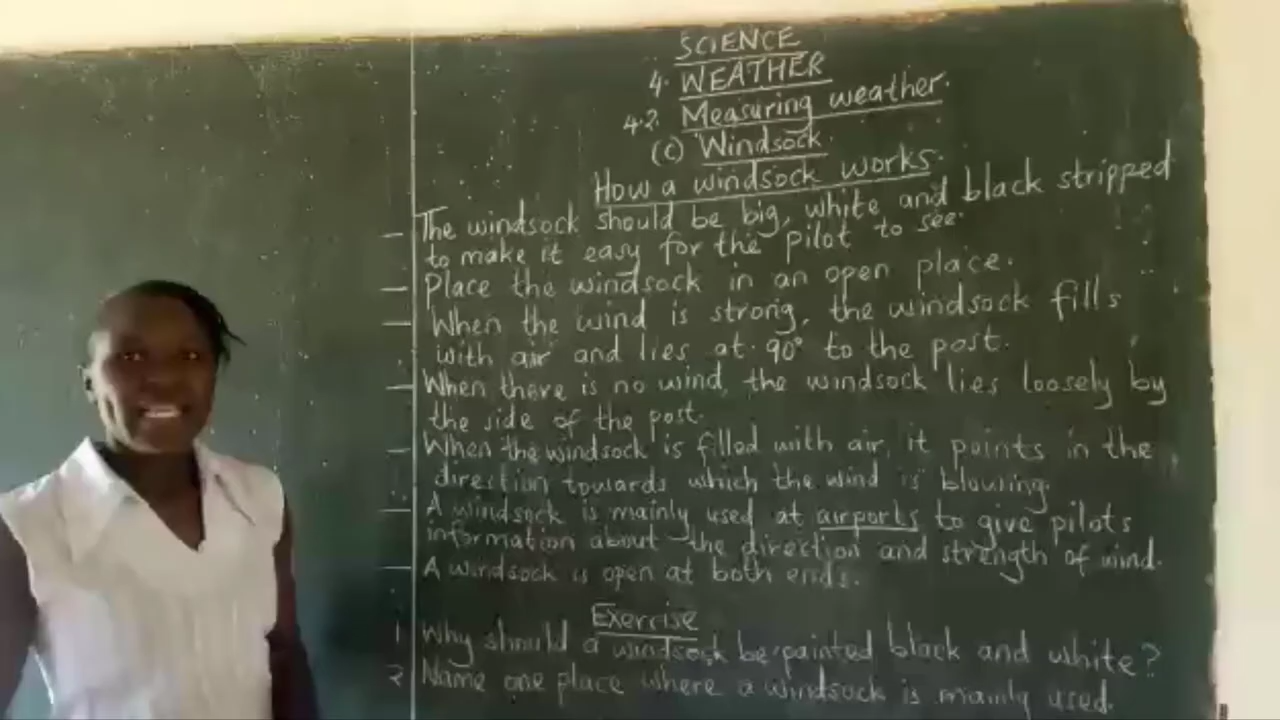 SCIENCE
4. WEATHER
4.2. Measuring weather.
(c) Windsock.
How a windsock works.
- The windsock should be big, white and black stripped
to make it easy for the pilot to see.
- Place the windsock in an open place.
- When the wind is strong, the windsock fills
with air and lies at 90° to the post.
- When there is no wind, the windsock lies loosely by
the side of the post.
- When the windsock is filled with air, it points in the
direction towards which the wind is blowing.
- A windsock is mainly used at airports to give pilots
information about the direction and strength of wind.
- A windsock is open at both ends.
Exercise
1 Why should a windsock be painted black and white?
2 Name one place where a windsock is mainly used.